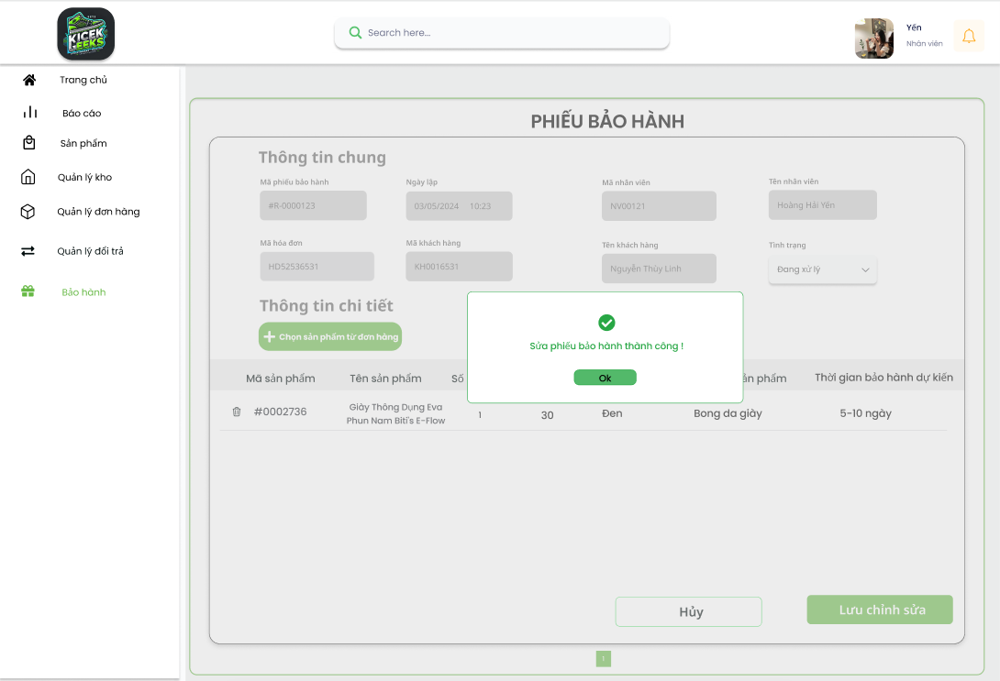 KICEK
EEKS
Search here...
Yến
Nhân viên
Trang chủ
Báo cáo
Sản phẩm
Quản lý kho
Quản lý đơn hàng
Quản lý đổi trả
Bảo hành
PHIẾU BẢO HÀNH
Thông tin chung
Mã phiếu bảo hành
Ngày lập
Mã nhân viên
Tên nhân viên
#R-0000123
03/05/2024 10:23
NV00121
Hoàng Hải Yến
Mã hóa đơn
Mã khách hàng
Tên khách hàng
Tình trạng
HD52536531
KH0016531
Nguyễn Thùy Linh
Đang xử lý
Thông tin chi tiết
Chọn sản phẩm từ đơn hàng
Sửa phiếu bảo hành thành công !
Ok
Mã sản phẩm
Tên sản phẩm
Số
phẩm
Thời gian bảo hành dự kiến
#0002736
Giày Thông Dụng Eva
Phun Nam Biti's E-Flow
1
30
Đen
Bong da giày
5-10 ngày
Hủy
Lưu chỉnh sửa
1